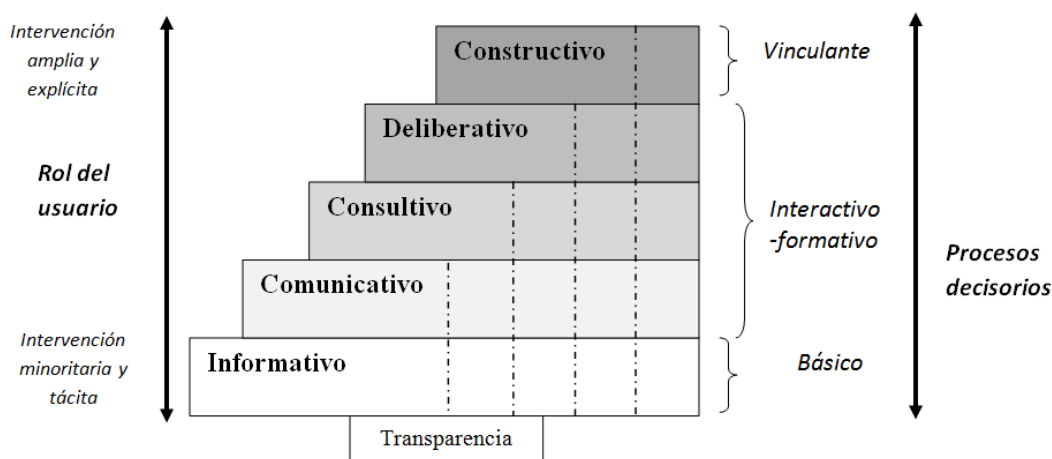 Intervención
amplia y
explícita
Rol del
usuario
Intervención
minoritaria y
tácita
Constructivo
Deliberativo
Consultivo
Comunicativo
Informativo
Transparencia
Vinculante
Interactivo
-formativo
Básico
Procesos
decisorios